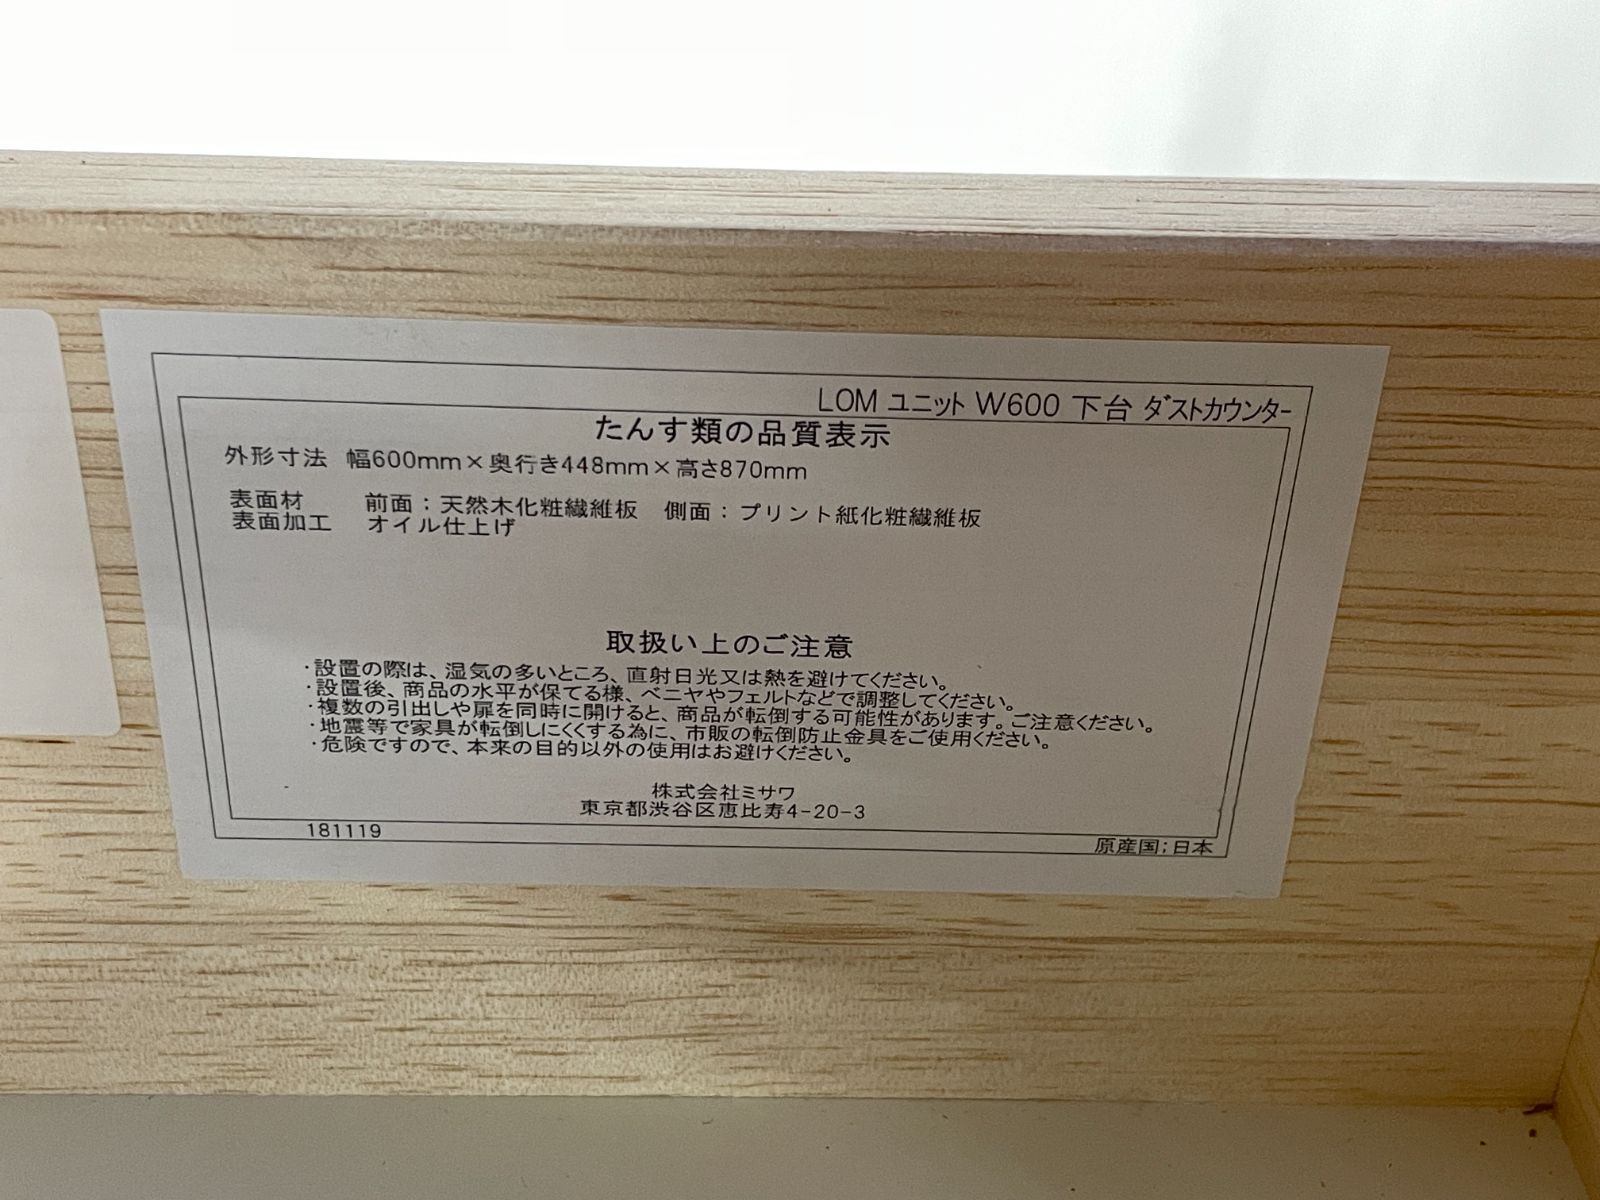 LOM ユニット W600 下台 ダストカウンター
たんす類の品質表示
外形寸法 幅600mm×奥行き448mm×高さ870mm
表面材 前面：天然木化粧繊維板 側面：プリント紙化粧繊維板
表面加工 オイル仕上げ
取扱い上のご注意
・設置の際は、湿気の多いところ、直射日光又は熱を避けてください。
・設置後、商品の水平が保てる様、ベニヤやフェルトなどで調整してください。
・複数の引出しや扉を同時に開けると、商品が転倒する可能性があります。ご注意ください。
・地震等で家具が転倒しにくくする為に、市販の転倒防止金具をご使用ください。
・危険ですので、本来の目的以外の使用はお避けください。
株式会社ミサワ
東京都渋谷区恵比寿4-20-3
181119
原産国；日本